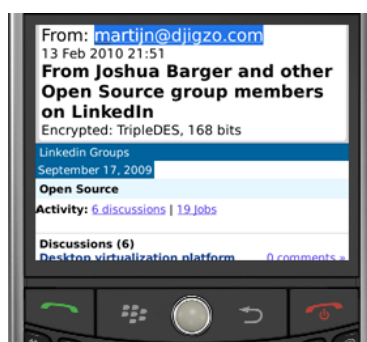 From: martijn@djigzo.com
13 Feb 2010 21:51
From Joshua Barger and other
Open Source group members
on LinkedIn
Encrypted: TripleDES, 168 bits
Linkedin Groups
September 17, 2009
Open Source
Activity: 6 discussions | 19 Jobs
Discussions (6)
Desktop virtualization platform 0 comments »